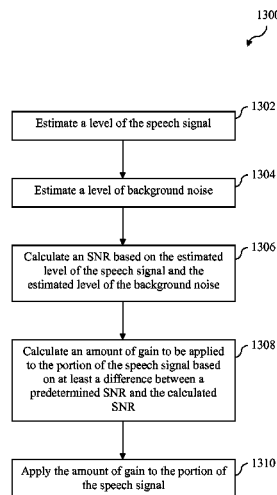 1300
1302
Estimate a level of the speech signal
1304
Estimate a level of background noise
1306
Calculate an SNR based on the estimated
level of the speech signal and the
estimated level of the background noise
1308
Calculate an amount of gain to be applied
to the portion of the speech signal based
on at least a difference between a
predetermined SNR and the calculated
SNR
1310
Apply the amount of gain to the portion of
the speech signal